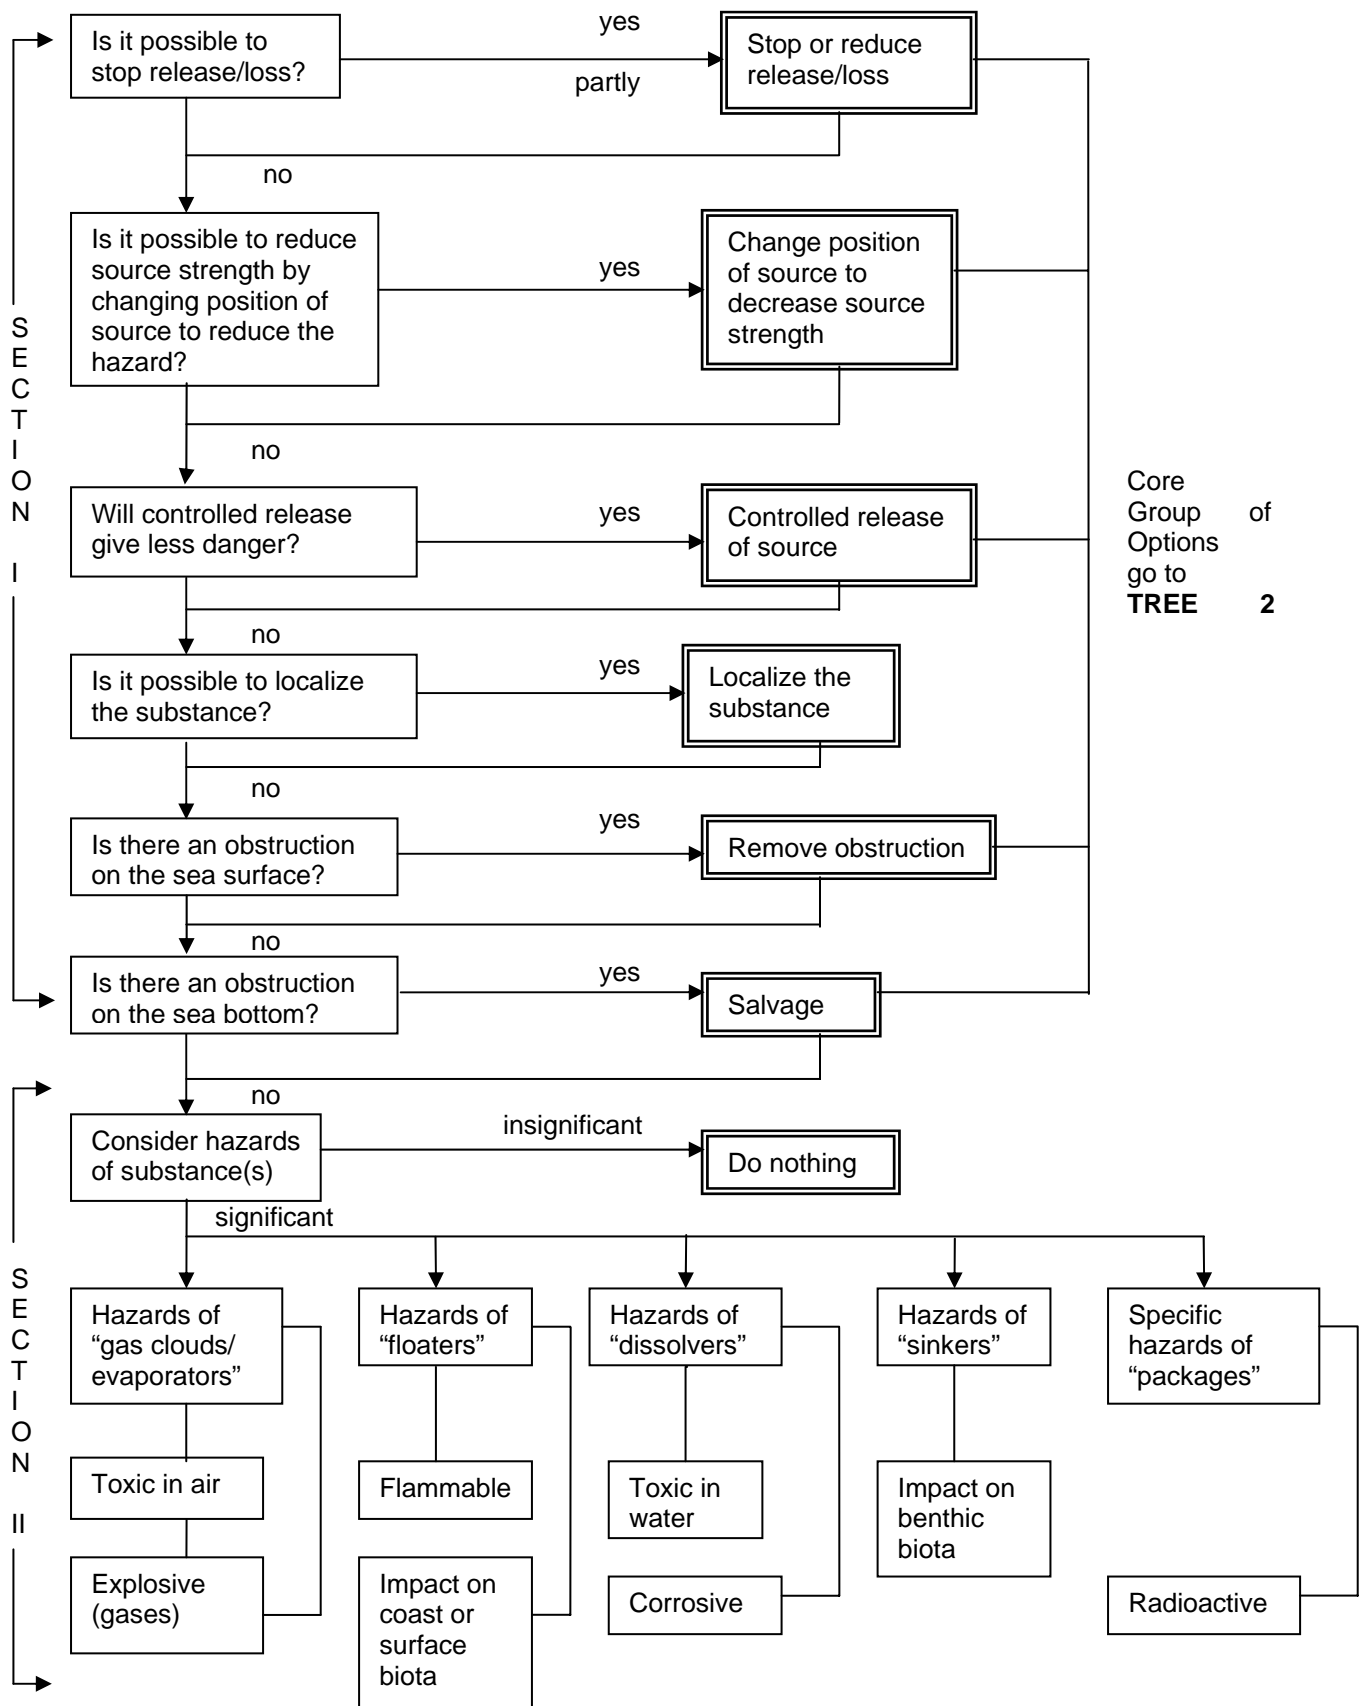 yes
Is it possible to
stop release/loss?
Stop or reduce
release/loss
partly
no
Is it possible to reduce
source strength by
changing position of
source to reduce the
hazard?
yes
Change position
of source to
decrease source
strength
no
SECTION I
Will controlled release
give less danger?
yes
Controlled release
of source
Core
Group of
Options
go to
TREE 2
no
Is it possible to localize
the substance?
yes
Localize the
substance
no
Is there an obstruction
on the sea surface?
yes
Remove obstruction
no
Is there an obstruction
on the sea bottom?
yes
Salvage
no
Consider hazards
of substance(s)
insignificant
Do nothing
significant
SECTION II
Hazards of
“gas clouds/
evaporators”
Hazards of
“floaters”
Hazards of
“dissolvers”
Hazards of
“sinkers”
Specific
hazards of
“packages”
Toxic in air
Flammable
Toxic in
water
Impact on
benthic
biota
Explosive
(gases)
Impact on
coast or
surface
biota
Corrosive
Radioactive